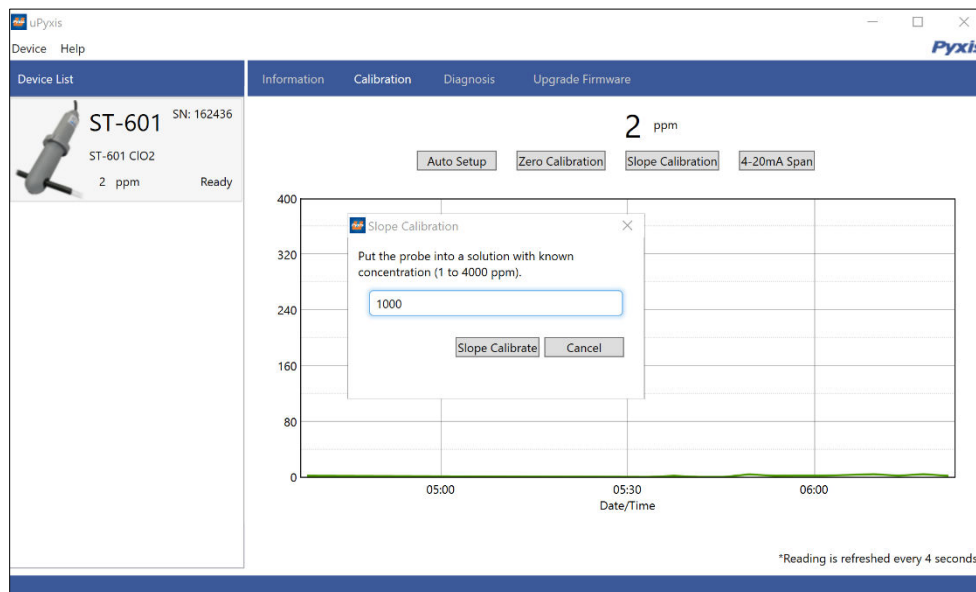 uPyxis
Device Help
Pyxis
Device List
Information Calibration Diagnosis Upgrade Firmware
ST-601 SN: 162436
ST-601 ClO2
2 ppm Ready
2 ppm
Auto Setup Zero Calibration Slope Calibration 4-20mA Span
Slope Calibration
Put the probe into a solution with known
concentration (1 to 4000 ppm).
1000
Slope Calibrate Cancel
400
320
240
160
80
0
05:00 05:30 06:00
Date/Time
*Reading is refreshed every 4 seconds